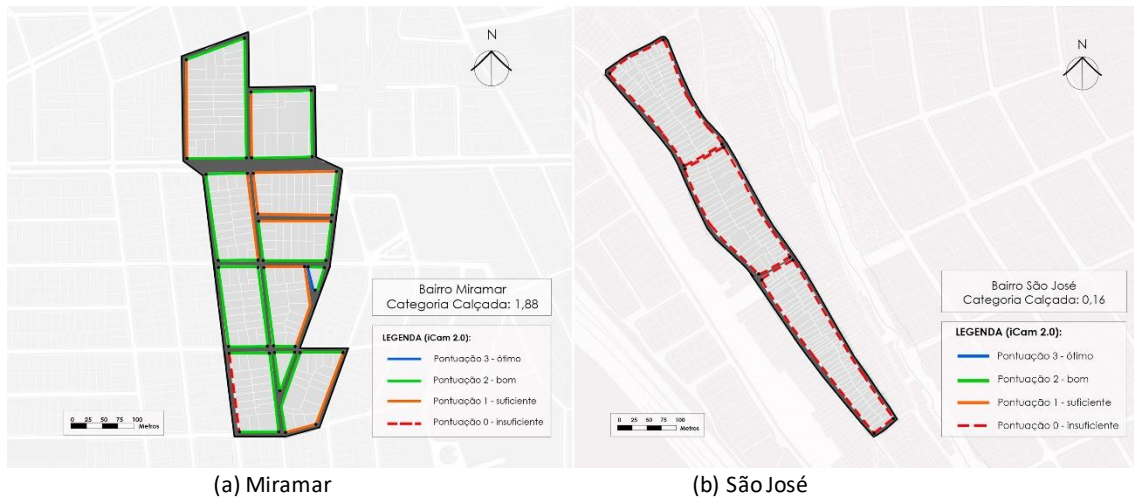 N
Bairro Miramar
Categoria Calçada: 1,88
LEGENDA (iCam 2.0):
Pontuação 3 - ótimo
Pontuação 2 - bom
Pontuação 1 - suficiente
Pontuação 0 - insuficiente
0 25 50 75 100
Metros
(a) Miramar
N
Bairro São José
Categoria Calçada: 0,16
LEGENDA (iCam 2.0):
Pontuação 3 - ótimo
Pontuação 2 - bom
Pontuação 1 - suficiente
Pontuação 0 - insuficiente
0 25 50 75 100
Metros
(b) São José